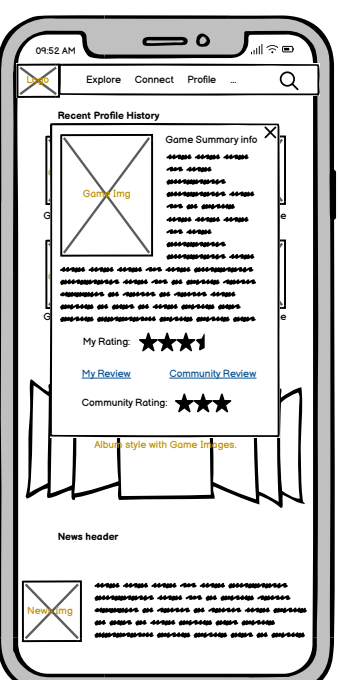 09:52 AM
Logo
Explore Connect Profile ...
Recent Profile History
Game Summary info
Game Img
G
e
G
e
My Rating:
My Review Community Review
Community Rating:
Album style with Game Images.
News header
News Img